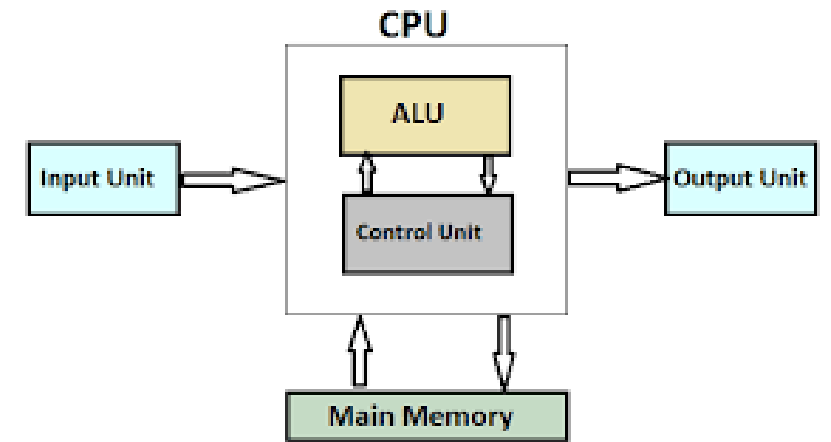 CPU
ALU
Input Unit
Output Unit
Control Unit
Main Memory